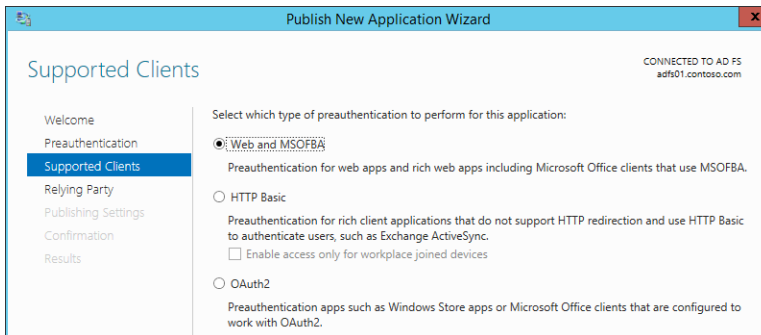 Publish New Application Wizard
x
Supported Clients
CONNECTED TO AD FS
adfs01.contoso.com
Welcome
Preauthentication
Supported Clients
Relying Party
Publishing Settings
Confirmation
Results
Select which type of preauthentication to perform for this application:
Web and MSOFBA
Preauthentication for web apps and rich web apps including Microsoft Office clients that use MSOFBA.
HTTP Basic
Preauthentication for rich client applications that do not support HTTP redirection and use HTTP Basic
to authenticate users, such as Exchange ActiveSync.
Enable access only for workplace joined devices
OAuth2
Preauthentication apps such as Windows Store apps or Microsoft Office clients that are configured to
work with OAuth2.